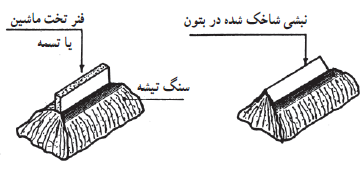 نبشی شاخک شده در بتون
فنر تخت ماشین
یا تسمه
سنگ تیشه